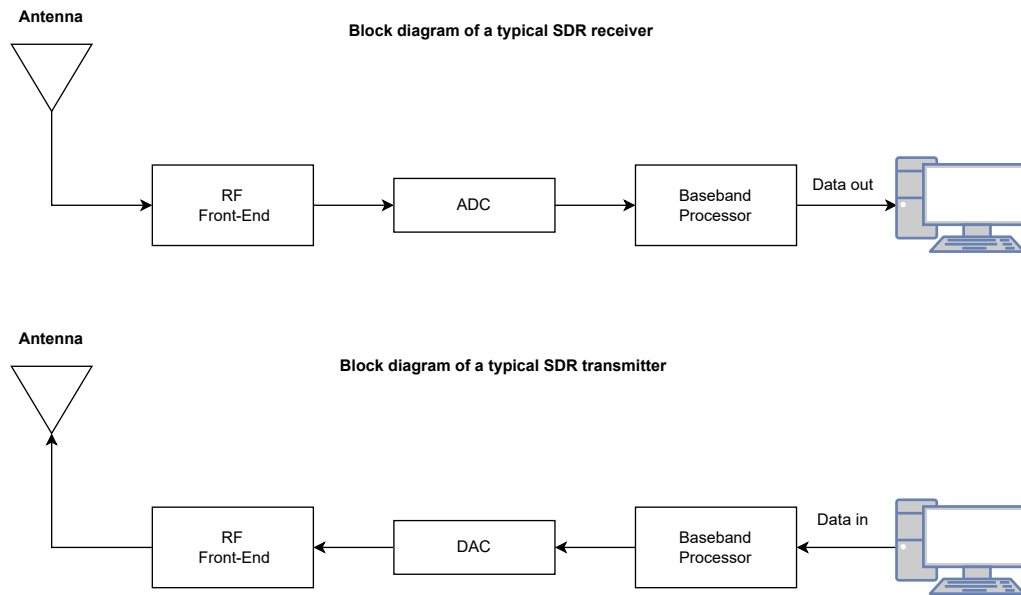 Antenna
Block diagram of a typical SDR receiver
RF
Front-End
ADC
Baseband
Processor
Data out
Antenna
Block diagram of a typical SDR transmitter
RF
Front-End
DAC
Baseband
Processor
Data in